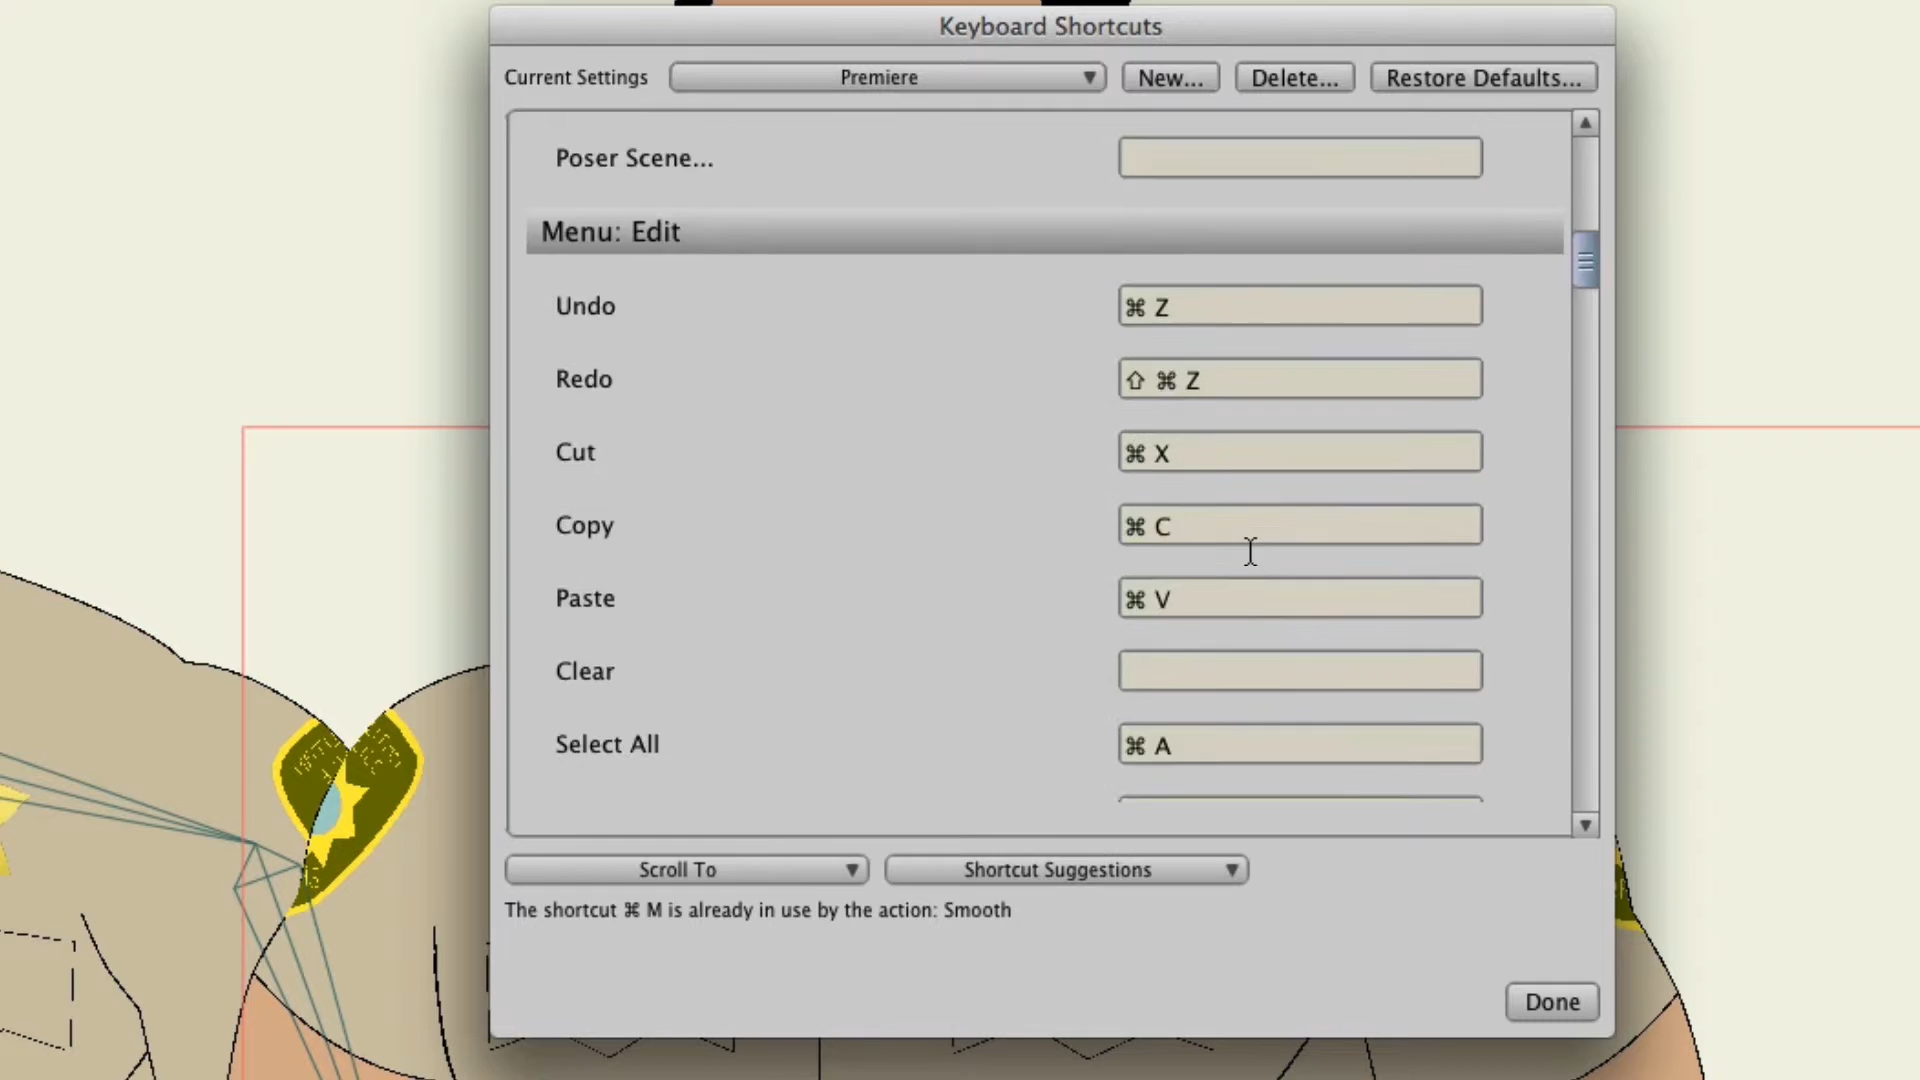 Keyboard Shortcuts
Current Settings Premiere New... Delete... Restore Defaults...
Poser Scene...
Menu: Edit
Undo ⌘ Z
Redo ⇧ ⌘ Z
Cut ⌘ X
Copy ⌘ C
Paste ⌘ V
Clear
Select All ⌘ A
Scroll To Shortcut Suggestions
The shortcut ⌘ M is already in use by the action: Smooth
Done